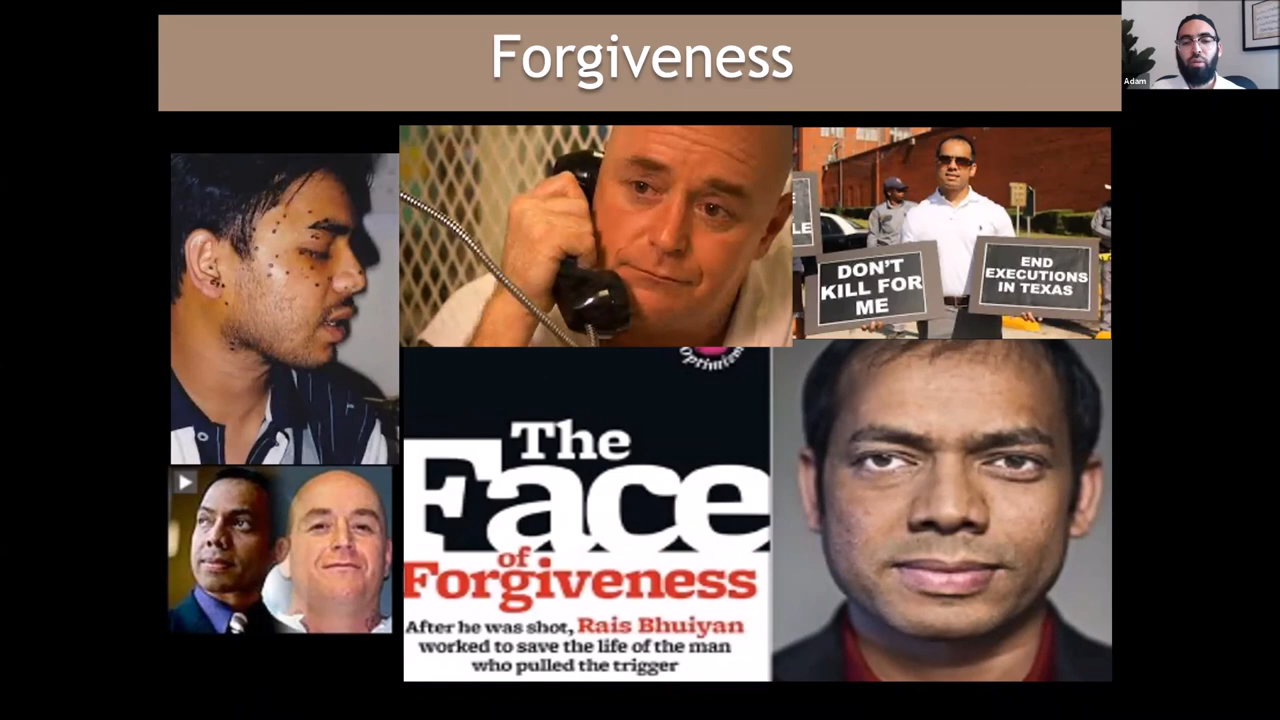 Forgiveness
Adam
LE
DON'T
KILL FOR
ME
END
EXECUTIONS
IN TEXAS
Optimism
The
Face
of
Forgiveness
After he was shot, Rais Bhuiyan
worked to save the life of the man
who pulled the trigger